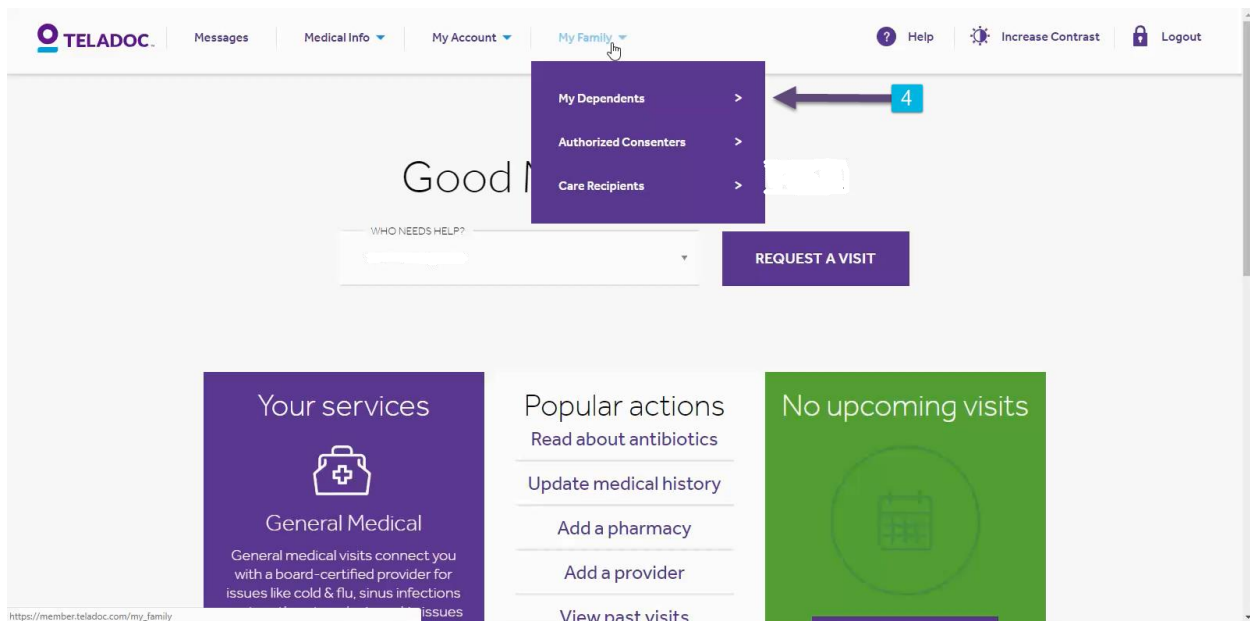 TELADOC
Messages
Medical Info
My Account
My Family
Help
Increase Contrast
Logout
My Dependents >
4
Authorized Consenters >
Care Recipients >
Good
WHO NEEDS HELP?
REQUEST A VISIT
Your services
General Medical
General medical visits connect you
with a board-certified provider for
issues like cold & flu, sinus infections
issues
Popular actions
Read about antibiotics
Update medical history
Add a pharmacy
Add a provider
View past visits
No upcoming visits
https://member.teladoc.com/my_family